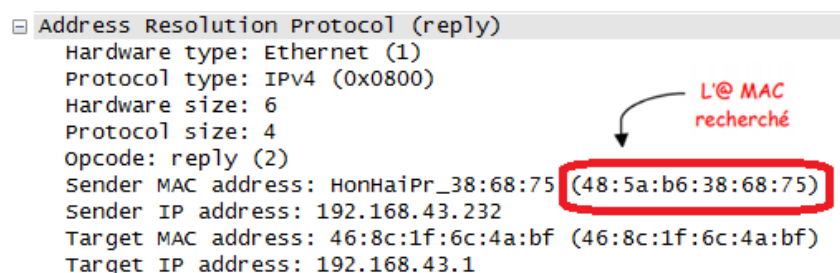 Address Resolution Protocol (reply)
Hardware type: Ethernet (1)
Protocol type: IPv4 (0x0800)
Hardware size: 6
Protocol size: 4
Opcode: reply (2)
L'@ MAC
recherché
Sender MAC address: HonHaiPr_38:68:75 (48:5a:b6:38:68:75)
Sender IP address: 192.168.43.232
Target MAC address: 46:8c:1f:6c:4a:bf (46:8c:1f:6c:4a:bf)
Target IP address: 192.168.43.1